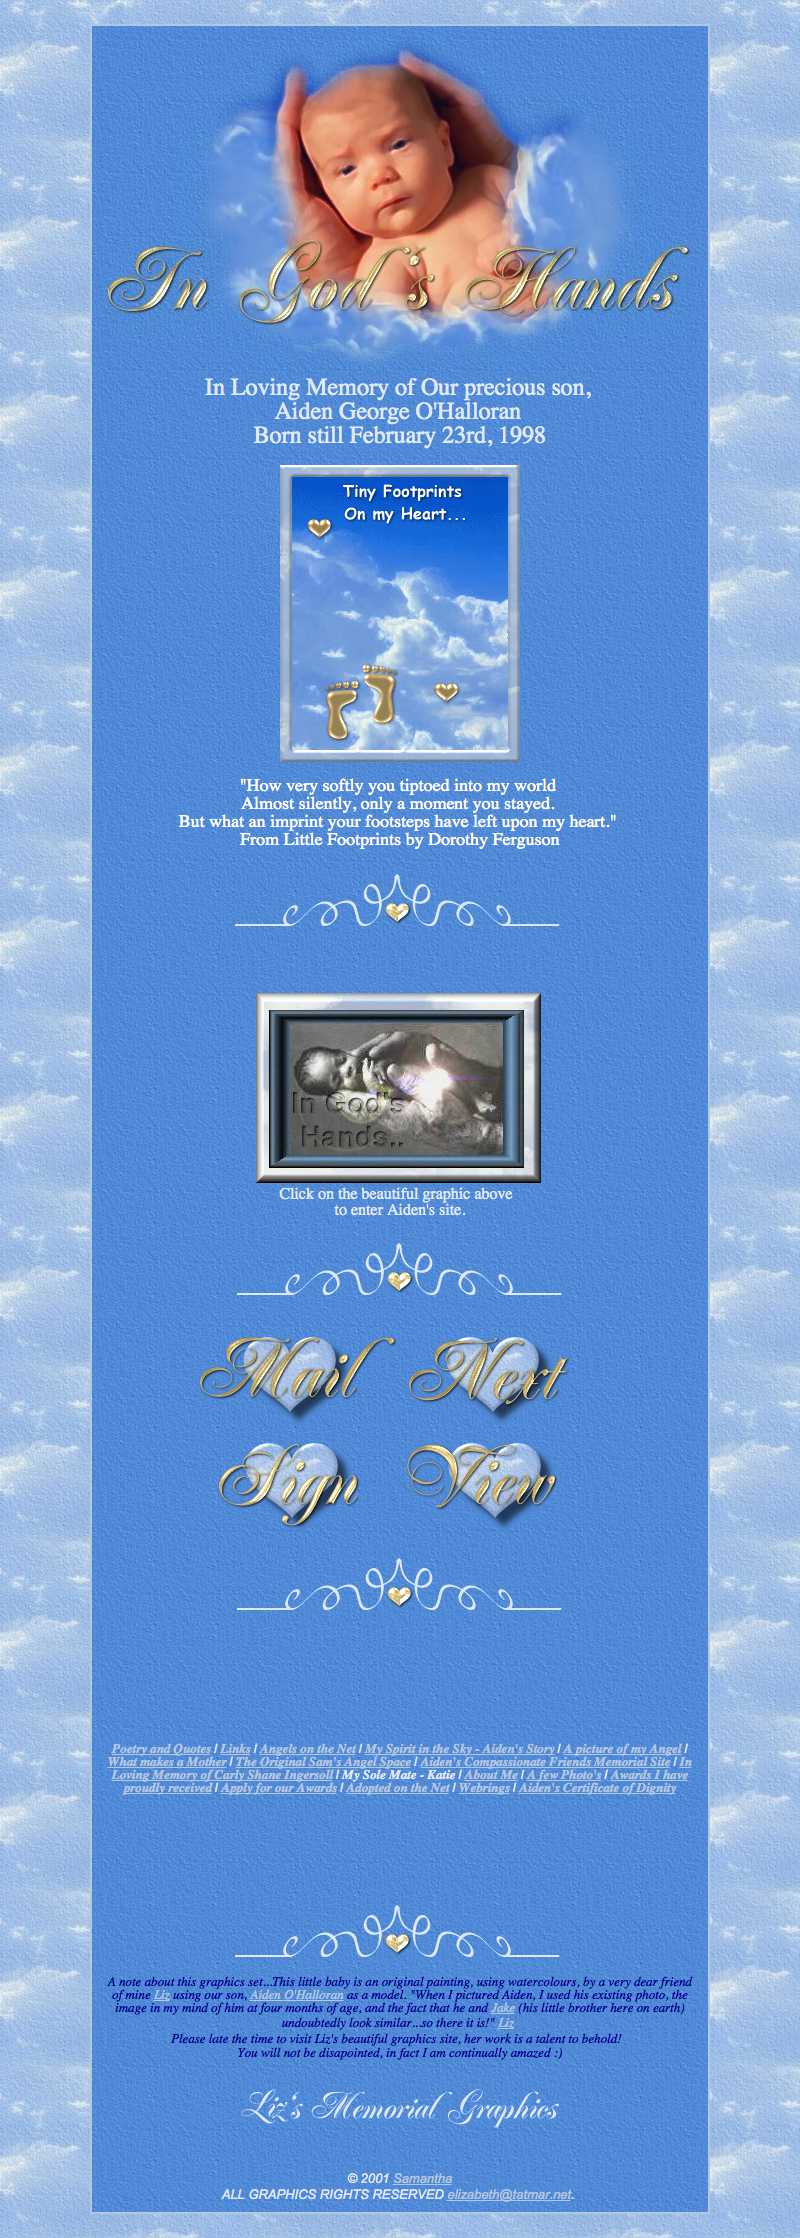 In God's Hands
In Loving Memory of Our precious son,
Aiden George O'Halloran
Born still February 23rd, 1998
Tiny Footprints
On my Heart...
"How very softly you tiptoed into my world
Almost silently, only a moment you stayed.
But what an imprint your footsteps have left upon my heart."
From Little Footprints by Dorothy Ferguson
In God's
Hands..
Click on the beautiful graphic above
to enter Aiden's site.
Mail Next
Sign View
Poetry and Quotes | Links | Angels on the Net | My Spirit in the Sky - Aiden's Story | A picture of my Angel |
What makes a Mother | The Original Sam's Angel Space | Aiden's Compassionate Friends Memorial Site | In
Loving Memory of Carly Shane Ingersoll | My Sole Mate - Katie | About Me | A few Photo's | Awards I have
proudly received | Apply for our Awards | Adopted on the Net | Webrings | Aiden's Certificate of Dignity
A note about this graphics set...This little baby is an original painting, using watercolours, by a very dear friend
of mine Liz using our son, Aiden O'Halloran as a model. "When I pictured Aiden, I used his existing photo, the
image in my mind of him at four months of age, and the fact that he and Jake (his little brother here on earth)
undoubtedly look similar...so there it is!" Liz
Please late the time to visit Liz's beautiful graphics site, her work is a talent to behold!
You will not be disapointed, in fact I am continually amazed :)
Liz's Memorial Graphics
© 2001 Samantha
ALL GRAPHICS RIGHTS RESERVED elizabeth@tatmar.net.